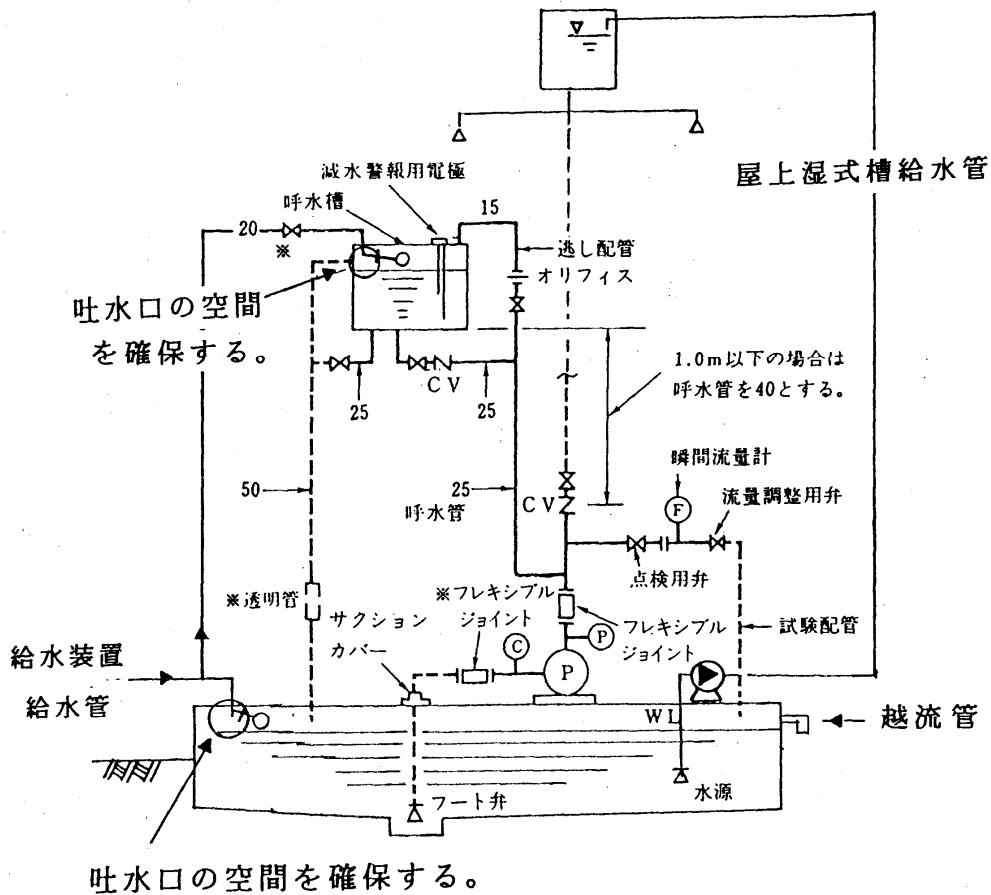 屋上湿式槽給水管
減水警報用電極
呼水槽
15
20
※
逃し配管
オリフィス
吐水口の空間
を確保する。
1.0m以下の場合は
呼水管を40とする。
CV
25
25
瞬間流量計
50
25
呼水管
CV
F
流量調整用弁
点検用弁
※透明管
サクション
カバー
※フレキシブル
ジョイント
C
P
P
フレキシブル
ジョイント
試験配管
給水装置
給水管
WL
越流管
水源
フート弁
吐水口の空間を確保する。